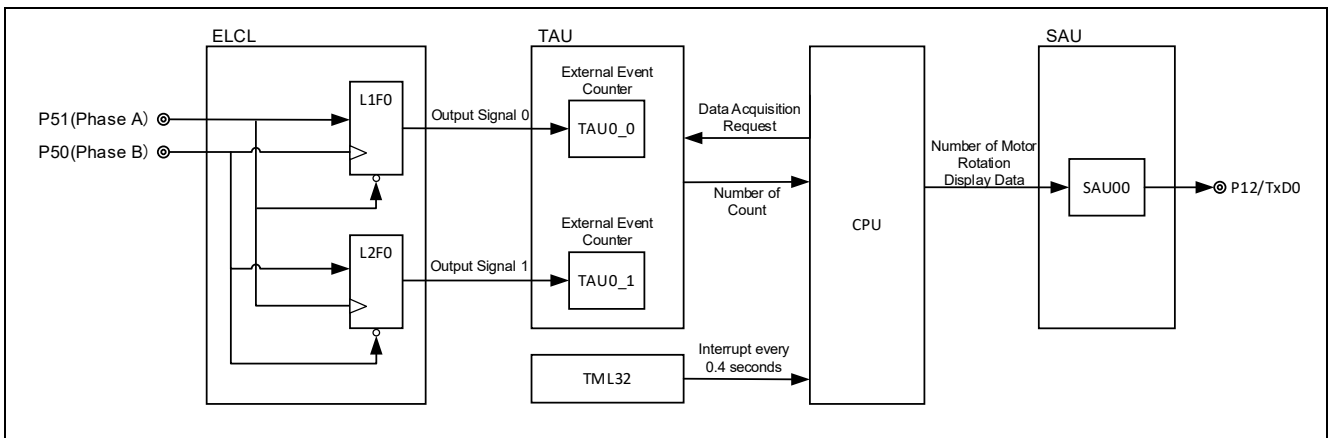 ELCL
TAU
SAU
External Event
Counter
L1F0
Output Signal 0
TAU0_0
Data Acquisition
Request
P51(Phase A)
P50(Phase B)
Number of Motor
Rotation
Display Data
SAU00
P12/TxD0
Number of
Count
CPU
External Event
Counter
L2F0
Output Signal 1
TAU0_1
Interrupt every
0.4 seconds
TML32